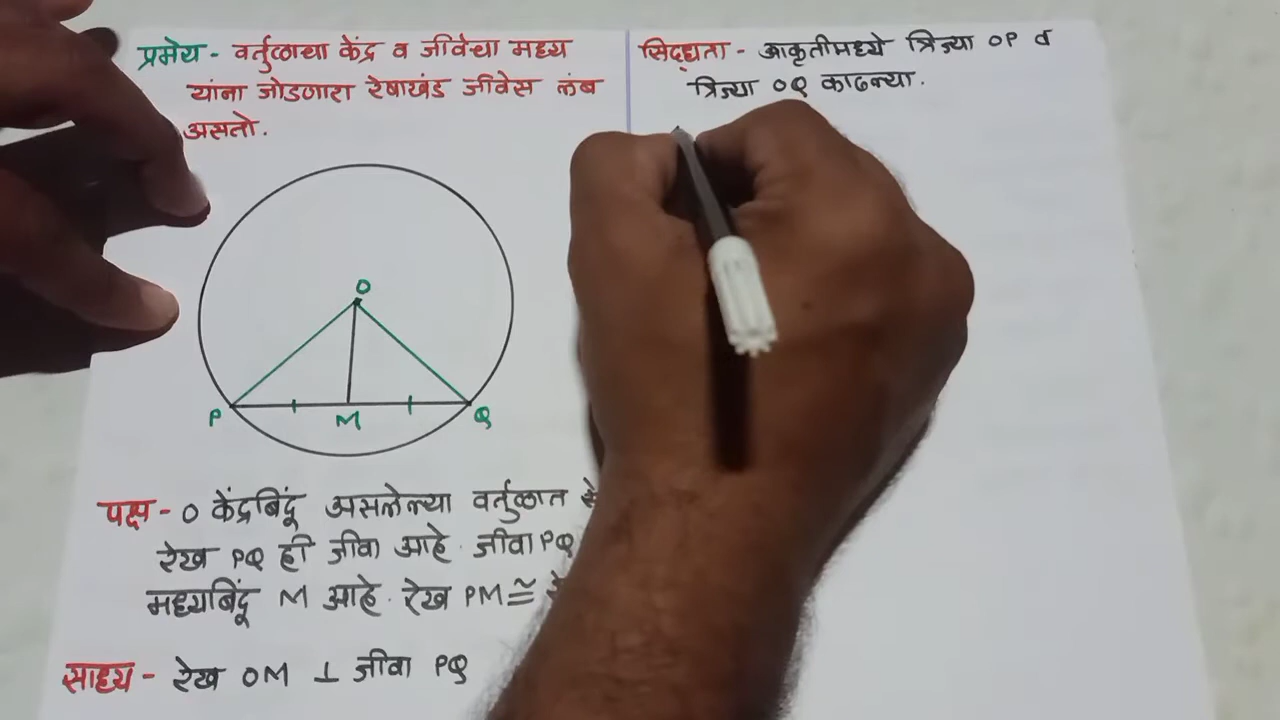 प्रमेय - वर्तुळाचा केंद्र व जीवेचा मध्य
यांना जोडणारा रेषाखंड जीवेस लंब
असतो.
O
P
M
Q
पक्ष - O केंद्रबिंदू असलेल्या वर्तुळात
रेख PQ ही जीवा आहे. जीवा PQ
मध्यबिंदू M आहे. रेख PM ≅
साध्य - रेख OM ⊥ जीवा PQ
सिद्धता - आकृतीमध्ये त्रिज्या OP व
त्रिज्या OQ काढल्या.